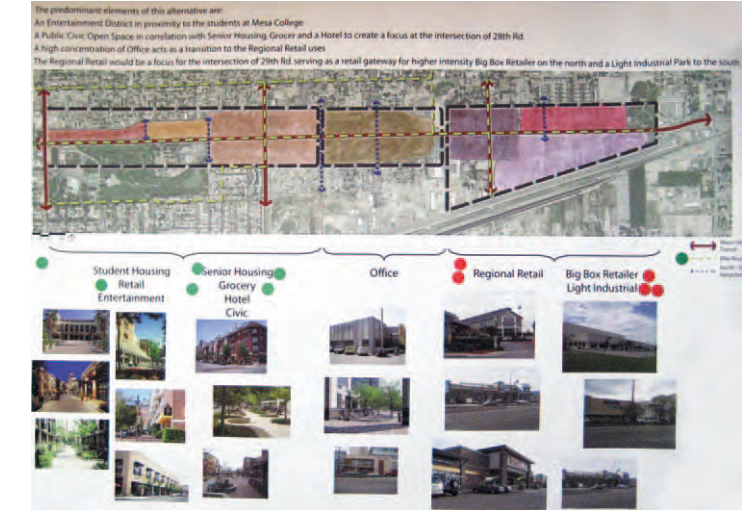 The predominant elements of this alternative are:
An Entertainment District in proximity to the students at Mesa College
A Public Civic Open Space in correlation with Senior Housing, Grocer and a Hotel to create a focus at the intersection of 28th Rd.
A high concentration of Office acts as a transition to the Regional Retail uses
The Regional Retail would be a focus for the intersection of 29th Rd. serving as a retail gateway for higher intensity Big Box Retailer on the north and a Light Industrial Park to the south
Student Housing
Retail
Entertainment
Senior Housing
Grocery
Hotel
Civic
Office
Regional Retail
Big Box Retailer
Light Industrial
Transit